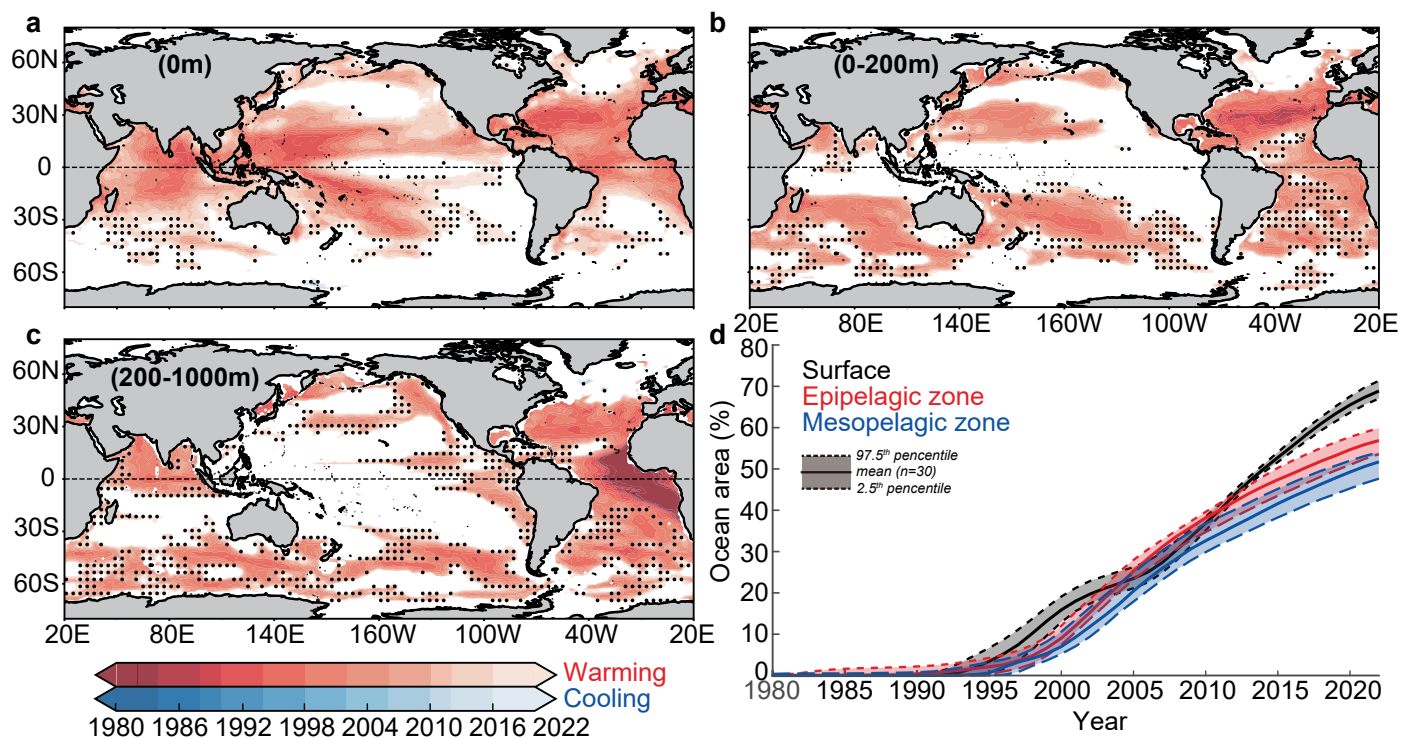 a
(0m)
60N
30N
0
30S
60S
b
(0-200m)
20E 80E 140E 160W 100W 40W 20E
c
(200-1000m)
60N
30N
0
30S
60S
20E 80E 140E 160W 100W 40W 20E
Warming
Cooling
1980 1986 1992 1998 2004 2010 2016 2022
d
80
70
60
50
40
30
20
10
0
Ocean area (%)
Surface
Epipelagic zone
Mesopelagic zone
97.5th percentile
mean (n=30)
2.5th percentile
1980 1985 1990 1995 2000 2005 2010 2015 2020
Year